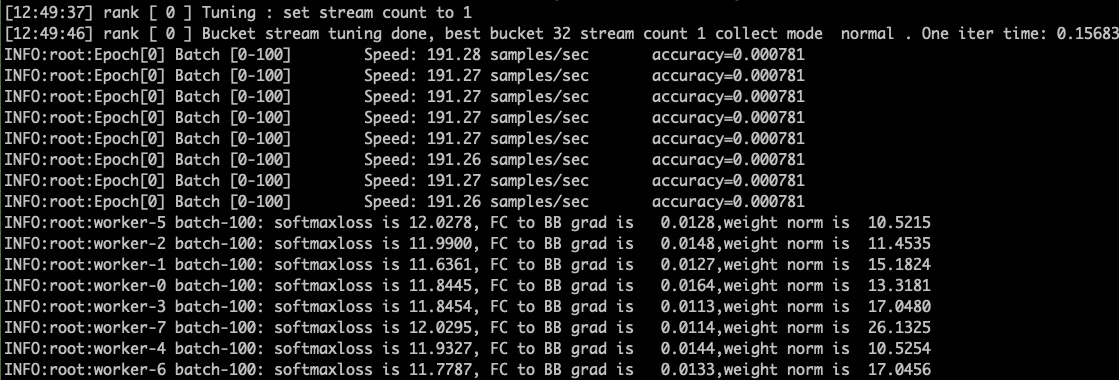 [12:49:37] rank [ 0 ] Tuning : set stream count to 1
[12:49:46] rank [ 0 ] Bucket stream tuning done, best bucket 32 stream count 1 collect mode  normal . One iter time: 0.15683
INFO:root:Epoch[0] Batch [0-100]        Speed: 191.28 samples/sec       accuracy=0.000781
INFO:root:Epoch[0] Batch [0-100]        Speed: 191.27 samples/sec       accuracy=0.000781
INFO:root:Epoch[0] Batch [0-100]        Speed: 191.27 samples/sec       accuracy=0.000781
INFO:root:Epoch[0] Batch [0-100]        Speed: 191.27 samples/sec       accuracy=0.000781
INFO:root:Epoch[0] Batch [0-100]        Speed: 191.27 samples/sec       accuracy=0.000781
INFO:root:Epoch[0] Batch [0-100]        Speed: 191.26 samples/sec       accuracy=0.000781
INFO:root:Epoch[0] Batch [0-100]        Speed: 191.27 samples/sec       accuracy=0.000781
INFO:root:Epoch[0] Batch [0-100]        Speed: 191.26 samples/sec       accuracy=0.000781
INFO:root:worker-5 batch-100: softmaxloss is 12.0278, FC to BB grad is   0.0128,weight norm is  10.5215
INFO:root:worker-2 batch-100: softmaxloss is 11.9900, FC to BB grad is   0.0148,weight norm is  11.4535
INFO:root:worker-1 batch-100: softmaxloss is 11.6361, FC to BB grad is   0.0127,weight norm is  15.1824
INFO:root:worker-0 batch-100: softmaxloss is 11.8445, FC to BB grad is   0.0164,weight norm is  13.3181
INFO:root:worker-3 batch-100: softmaxloss is 11.8454, FC to BB grad is   0.0113,weight norm is  17.0480
INFO:root:worker-7 batch-100: softmaxloss is 12.0295, FC to BB grad is   0.0114,weight norm is  26.1325
INFO:root:worker-4 batch-100: softmaxloss is 11.9327, FC to BB grad is   0.0144,weight norm is  10.5254
INFO:root:worker-6 batch-100: softmaxloss is 11.7787, FC to BB grad is   0.0133,weight norm is  17.0456